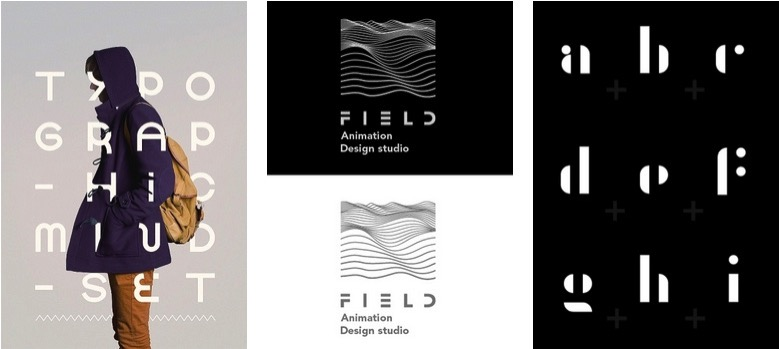 TYPO
GRAP
-HIC
MIND
-SET
FIELD
Animation
Design studio
FIELD
Animation
Design studio
a b c
d e f
g h i